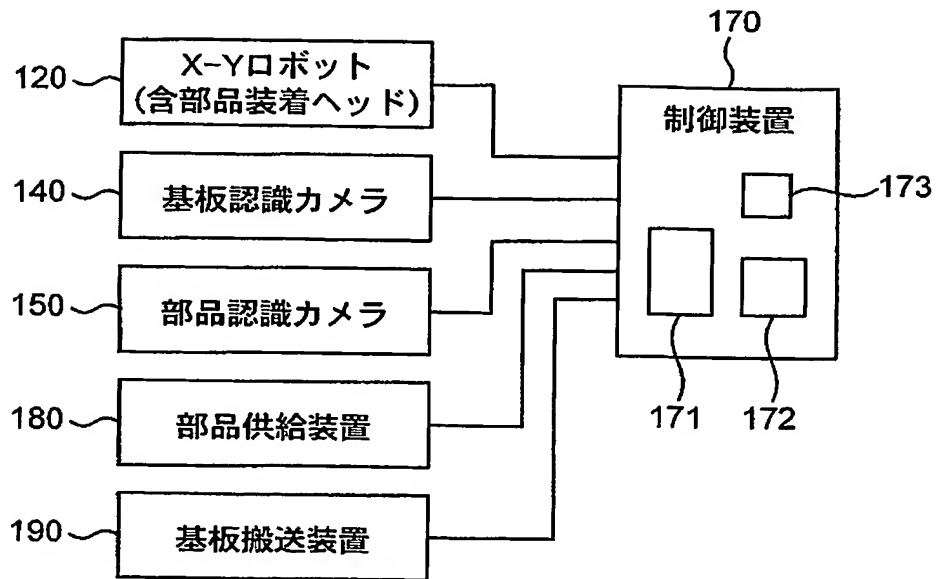 170
120
X-Yロボット
(含部品装着ヘッド)
制御装置
173
140
基板認識カメラ
150
部品認識カメラ
171
172
180
部品供給装置
190
基板搬送装置